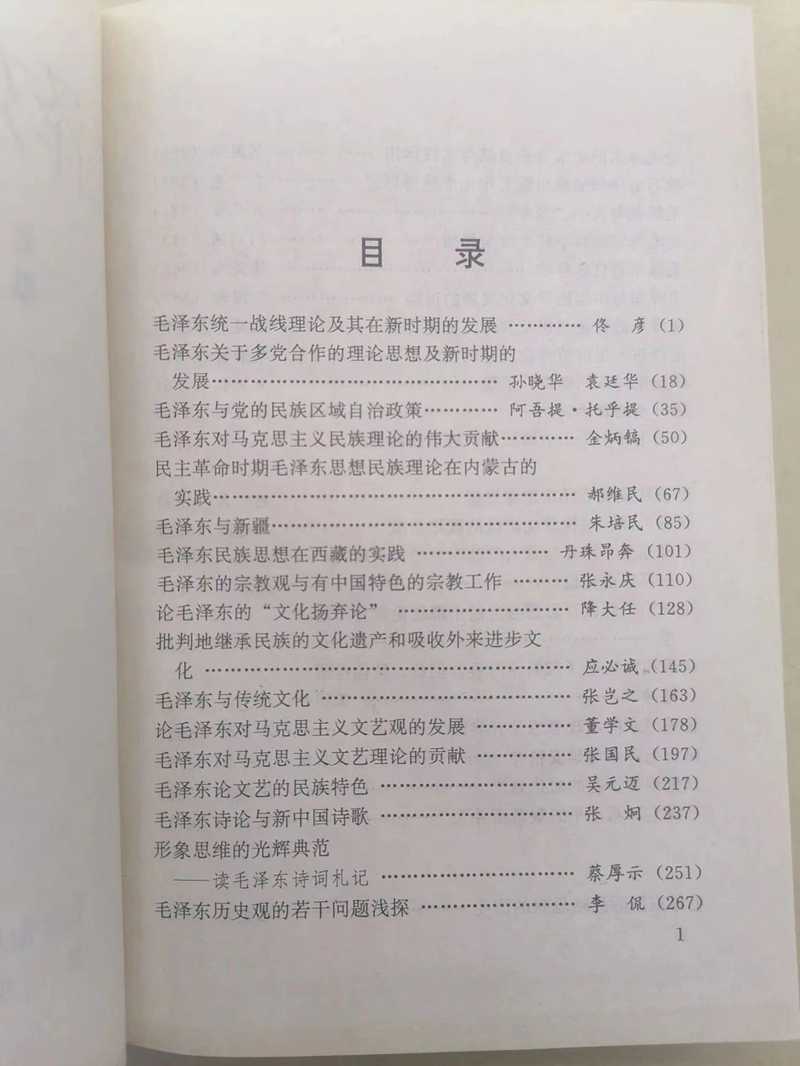 目 录
毛泽东统一战线理论及其在新时期的发展 ………… 佟 彦 (1)
毛泽东关于多党合作的理论思想及新时期的
发展………………………………… 孙晓华 袁廷华 (18)
毛泽东与党的民族区域自治政策………… 阿吾提·托乎提 (35)
毛泽东对马克思主义民族理论的伟大贡献………… 金炳镐 (50)
民主革命时期毛泽东思想民族理论在内蒙古的
实践………………………………………… 郝维民 (67)
毛泽东与新疆…………………………………… 朱培民 (85)
毛泽东民族思想在西藏的实践 ……………… 丹珠昂奔 (101)
毛泽东的宗教观与有中国特色的宗教工作 ……… 张永庆 (110)
论毛泽东的“文化扬弃论” …………………… 降大任 (128)
批判地继承民族的文化遗产和吸收外来进步文
化 ………………………………………… 应必诚 (145)
毛泽东与传统文化 …………………………… 张岂之 (163)
论毛泽东对马克思主义文艺观的发展 ………… 董学文 (178)
毛泽东对马克思主义文艺理论的贡献 ………… 张国民 (197)
毛泽东论文艺的民族特色 …………………… 吴元迈 (217)
毛泽东诗论与新中国诗歌 …………………… 张 炯 (237)
形象思维的光辉典范
——读毛泽东诗词札记 …………………… 蔡厚示 (251)
毛泽东历史观的若干问题浅探 ……………… 李 侃 (267)
1